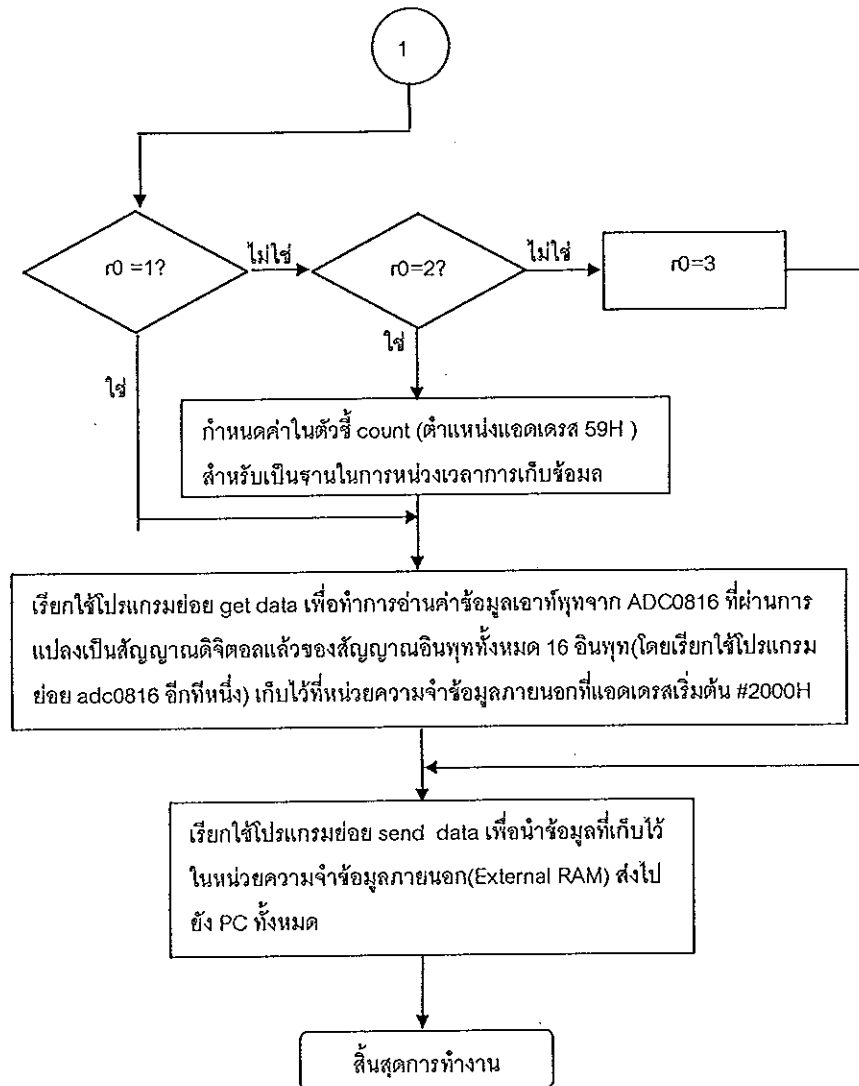 1
r0 =1?
ไม่ใช่
r0=2?
ไม่ใช่
r0=3
ใช่
ใช่
กำหนดค่าในตัวชี้ count (ตำแหน่งแอดเดรส 59H )
สำหรับเป็นฐานในการหน่วงเวลาการเก็บข้อมล
เรียกใช้โปรแกรมย่อย get data เพื่อทำการอ่านค่าข้อมูลเอาท์พุทจาก ADC0816 ที่ผ่านการ
แปลงเป็นสัญญาณดิจิตอลแล้วของสัญญาณอินพุททั้งหมด 16 อินพุท(โดยเรียกใช้โปรแกรม
ย่อย adc0816 อีกทีหนึ่ง) เก็บไว้ที่หน่วยความจำข้อมูลภายนอกที่แอดเดรสเริ่มต้น #2000H
เรียกใช้โปรแกรมย่อย send data เพื่อนำข้อมูลที่เก็บไว้
ในหน่วยความจำข้อมูลภายนอก(External RAM) ส่งไป
ยัง PC ทั้งหมด
สิ้นสุดการทำงาน